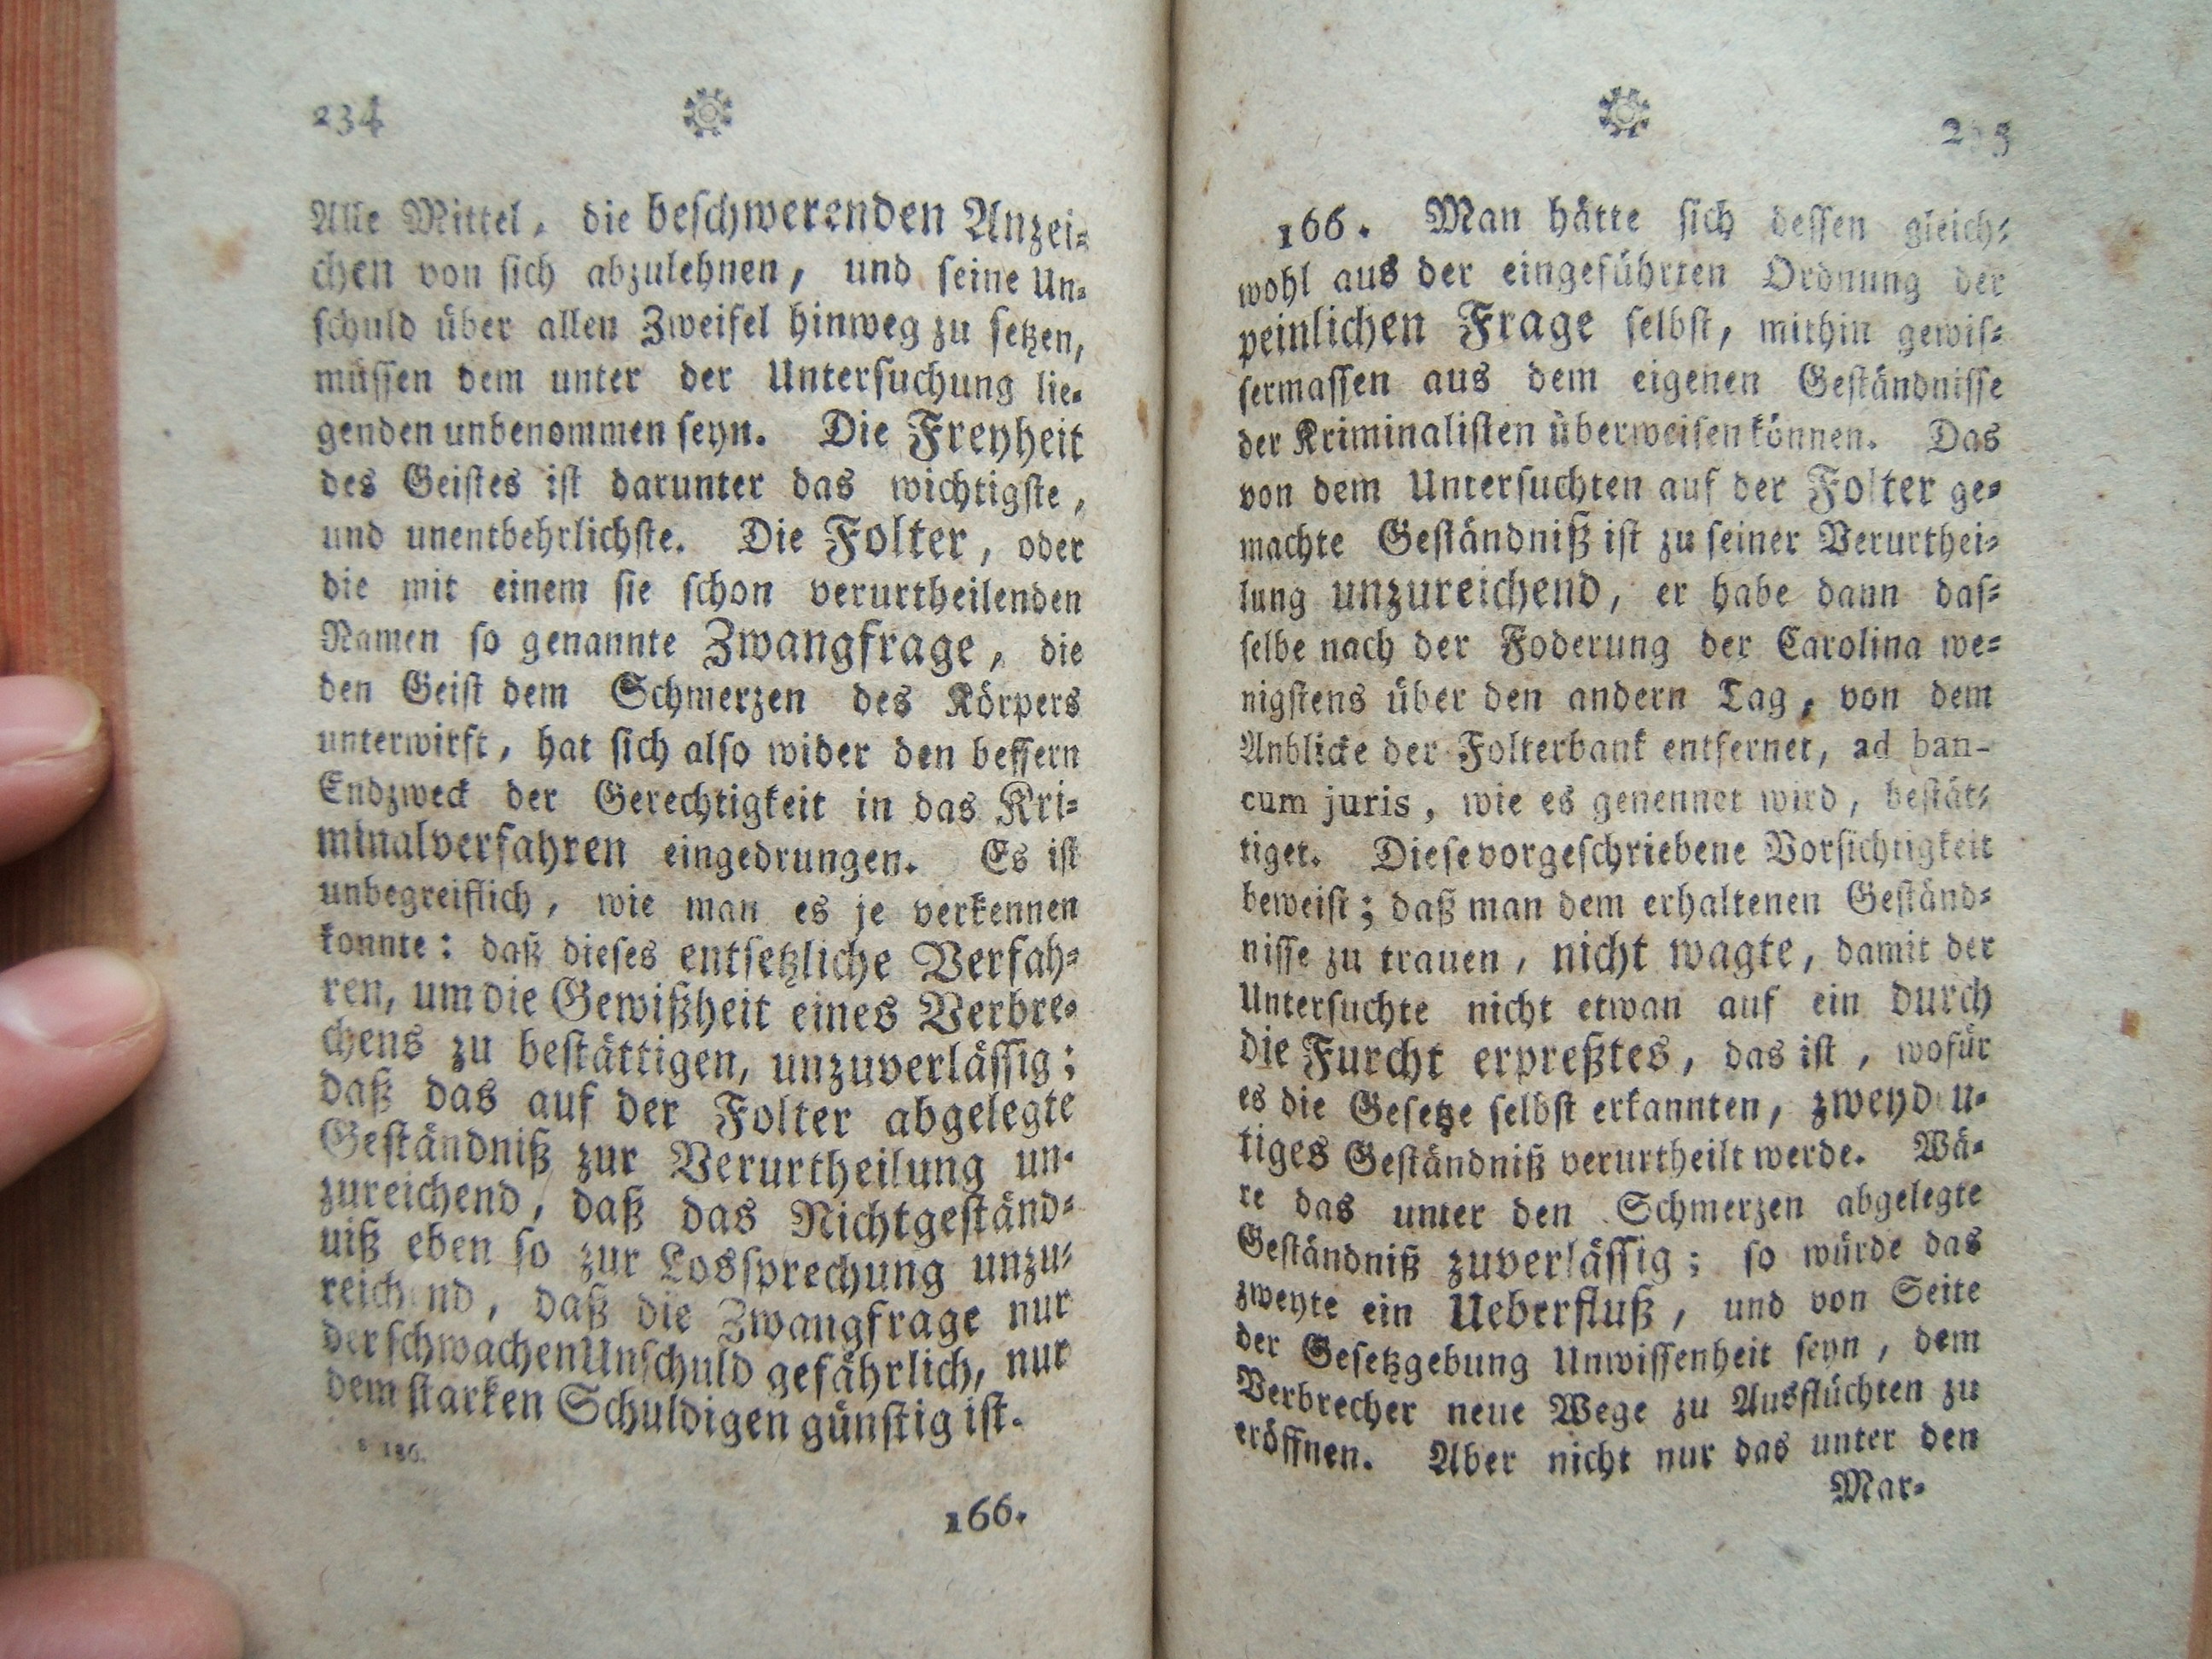 234
Alle Mittel, die beschwerenden Anzei-
chen von sich abzulehnen, und seine Un-
schuld über allen Zweifel hinweg zu setzen,
müssen dem unter der Untersuchung lie-
genden unbenommen seyn. Die Freyheit
des Geistes ist darunter das wichtigste,
und unentbehrlichste. Die Folter, oder
die mit einem sie schon verurtheilenden
Namen so genannte Zwangfrage, die
den Geist dem Schmerzen des Körpers
unterwirft, hat sich also wider den bessern
Endzweck der Gerechtigkeit in das Kri-
minalverfahren eingedrungen. Es ist
unbegreiflich, wie man es je verkennen
konnte: daß dieses entsetzliche Verfah-
ren, um die Gewißheit eines Verbre-
chens zu bestättigen, unzuverlässig;
daß das auf der Folter abgelegte
Geständniß zur Verurtheilung un-
zureichend, daß das Nichtgeständ-
niß eben so zur Lossprechung unzu-
reichend, daß die Zwangfrage nur
der schwachen Unschuld gefährlich, nur
dem starken Schuldigen günstig ist.
186.
166.
235
166. Man hätte sich dessen gleich-
wohl aus der eingeführten Ordnung der
peinlichen Frage selbst, mithin gewis-
sermassen aus dem eigenen Geständnisse
der Kriminalisten überweisen können. Das
von dem Untersuchten auf der Folter ge-
machte Geständniß ist zu seiner Verurthei-
lung unzureichend, er habe dann das-
selbe nach der Foderung der Carolina we-
nigstens über den andern Tag, von dem
Anblicke der Folterbank entfernet, ad ban-
cum juris, wie es genennet wird, bestät-
tiget. Diese vorgeschriebene Vorsichtigkeit
beweist; daß man dem erhaltenen Geständ-
nisse zu trauen, nicht wagte, damit der
Untersuchte nicht etwan auf ein durch
die Furcht erpreßtes, das ist, wofür
es die Gesetze selbst erkannten, zweydeu-
tiges Geständniß verurtheilt werde. Wä-
re das unter den Schmerzen abgelegte
Geständniß zuverlässig; so würde das
zweyte ein Ueberfluß, und von Seite
der Gesetzgebung Unwissenheit seyn, dem
Verbrecher neue Wege zu Ausflüchten zu
eröffnen. Aber nicht nur das unter den
Mar-